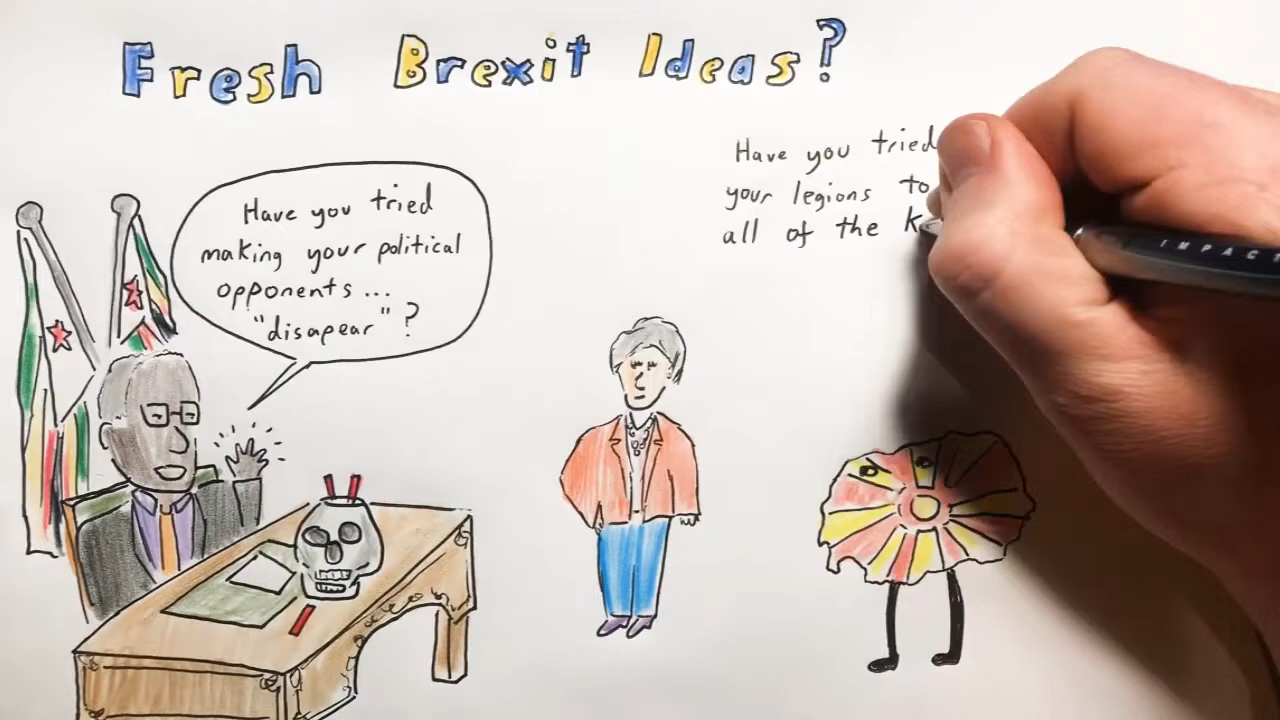 Fresh Brexit Ideas?
Have you tried
making your political
opponents...
"disapear"?
Have you tried
your legions to
all of the k
IMPACT